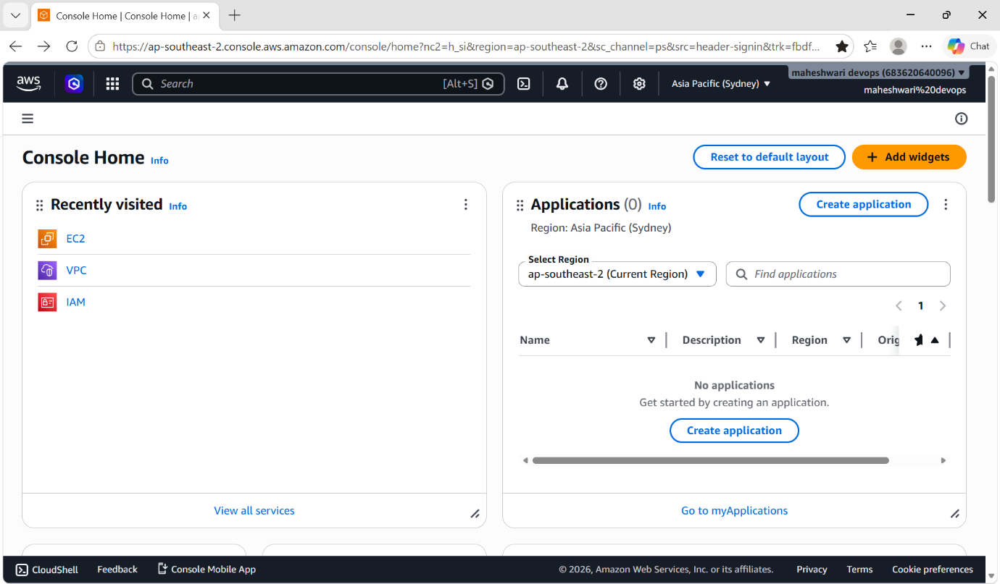 Console Home | Console Home | a
https://ap-southeast-2.console.aws.amazon.com/console/home?nc2=h_si&region=ap-southeast-2&sc_channel=ps&src=header-signin&trk=fbdf...
Chat
aws
Search
[Alt+S]
Asia Pacific (Sydney)
maheshwari devops (683620640096)
maheshwari%20devops
Console Home Info
Reset to default layout
+ Add widgets
Recently visited Info
EC2
VPC
IAM
View all services
Applications (0) Info
Create application
Region: Asia Pacific (Sydney)
Select Region
ap-southeast-2 (Current Region)
Find applications
1
Name Description Region Orig
No applications
Get started by creating an application.
Create application
Go to myApplications
CloudShell Feedback Console Mobile App © 2026, Amazon Web Services, Inc. or its affiliates. Privacy Terms Cookie preferences